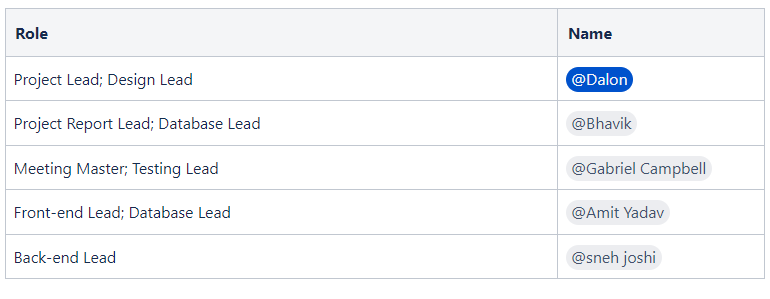 Role Name
Project Lead; Design Lead @Dalon
Project Report Lead; Database Lead @Bhavik
Meeting Master; Testing Lead @Gabriel Campbell
Front-end Lead; Database Lead @Amit Yadav
Back-end Lead @sneh joshi